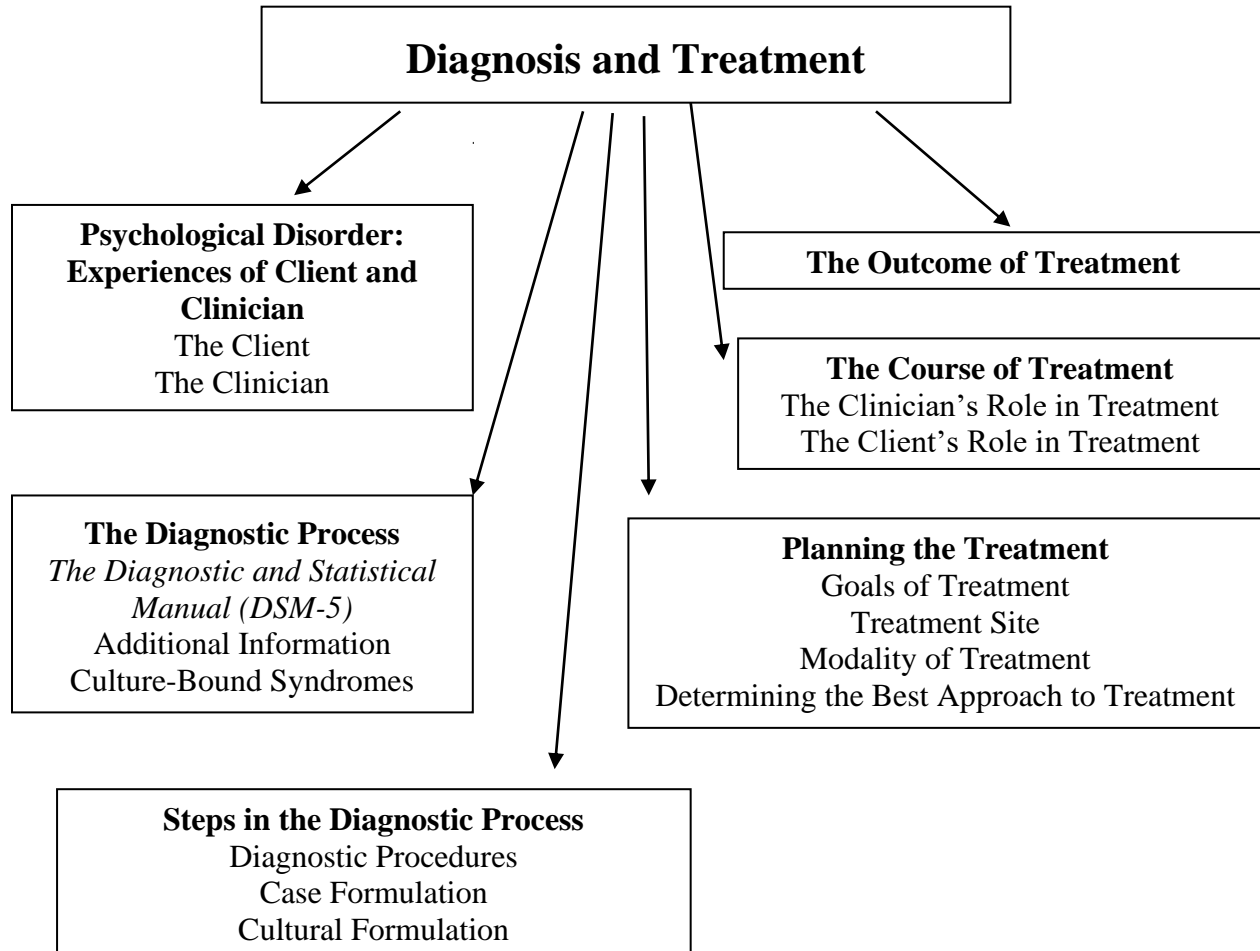 Diagnosis and Treatment
Psychological Disorder:
Experiences of Client and
Clinician
The Client
The Clinician
The Outcome of Treatment
The Course of Treatment
The Clinician’s Role in Treatment
The Client’s Role in Treatment
The Diagnostic Process
The Diagnostic and Statistical
Manual (DSM-5)
Additional Information
Culture-Bound Syndromes
Planning the Treatment
Goals of Treatment
Treatment Site
Modality of Treatment
Determining the Best Approach to Treatment
Steps in the Diagnostic Process
Diagnostic Procedures
Case Formulation
Cultural Formulation